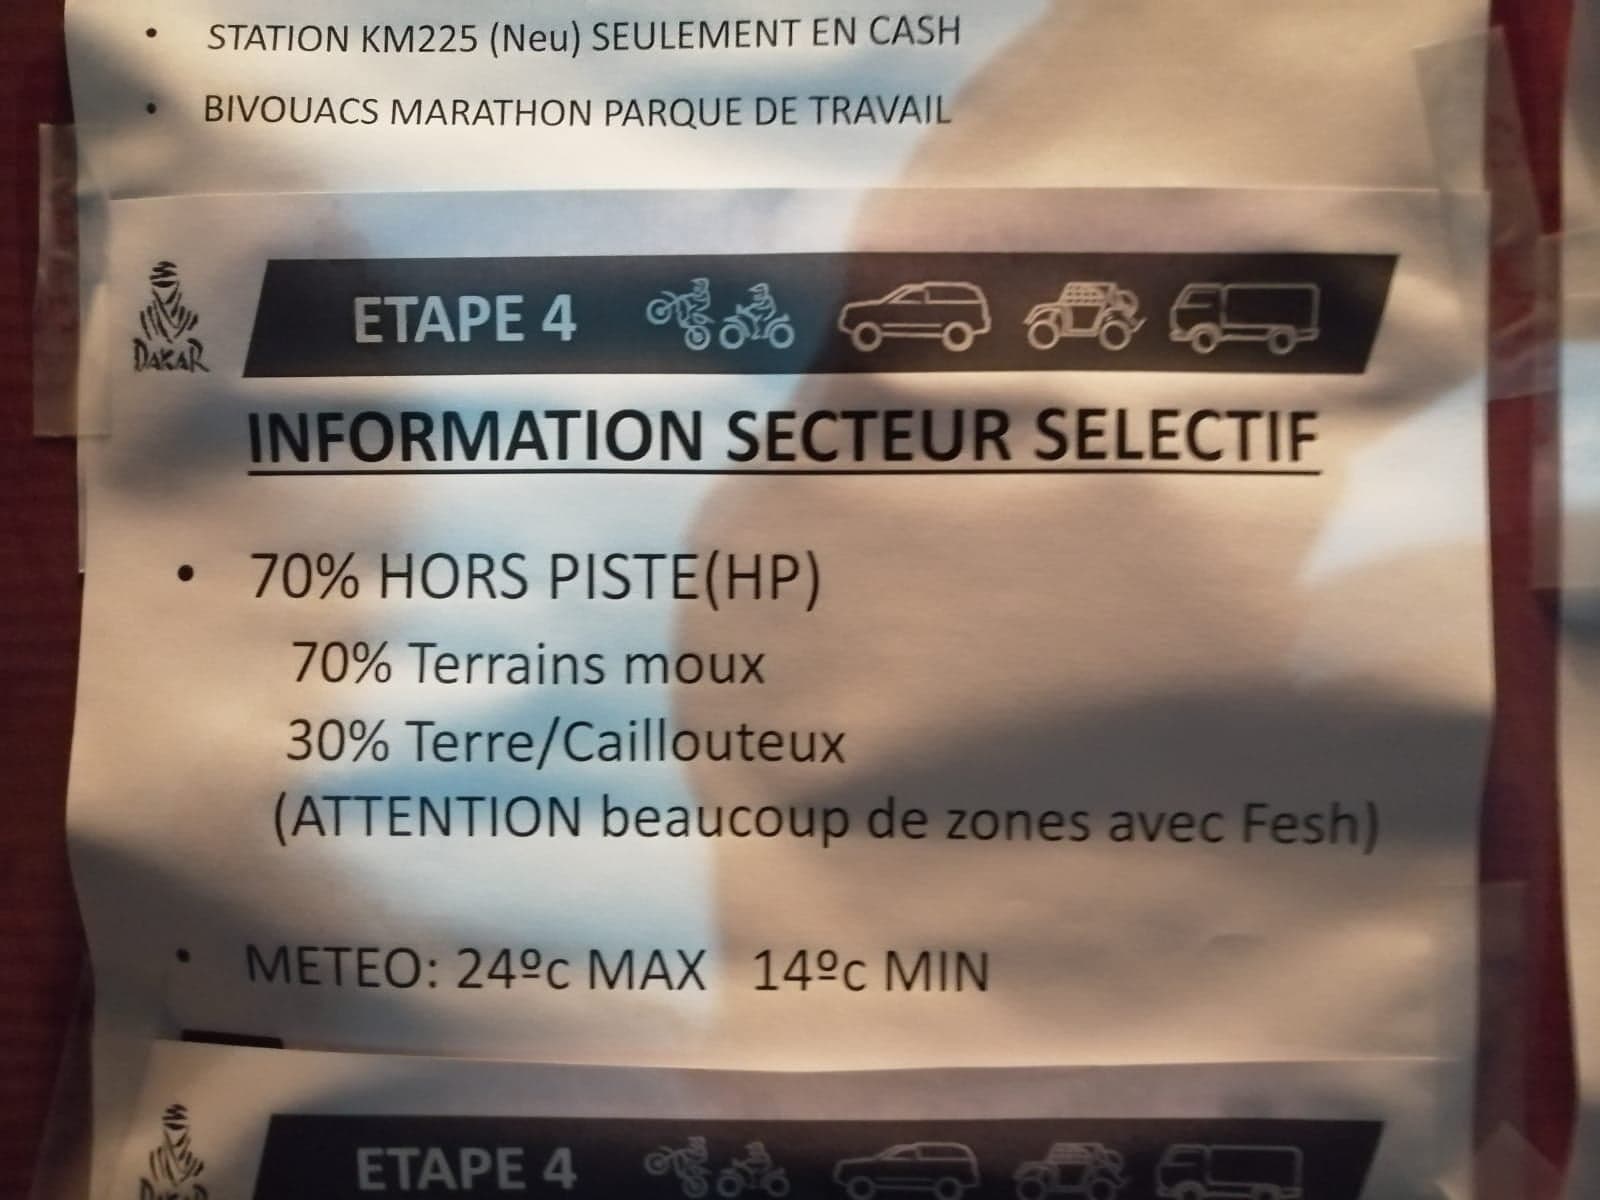 • STATION KM225 (Neu) SEULEMENT EN CASH
• BIVOUACS MARATHON PARQUE DE TRAVAIL
DAKAR
ETAPE 4
INFORMATION SECTEUR SELECTIF
• 70% HORS PISTE(HP)
70% Terrains moux
30% Terre/Caillouteux
(ATTENTION beaucoup de zones avec Fesh)
• METEO: 24ºc MAX 14ºc MIN
ETAPE 4
DAKAR